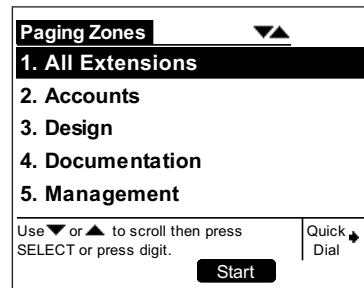 Paging Zones ▼▲
1. All Extensions
2. Accounts
3. Design
4. Documentation
5. Management
Use ▼ or ▲ to scroll then press
SELECT or press digit.
Quick
Dial
Start